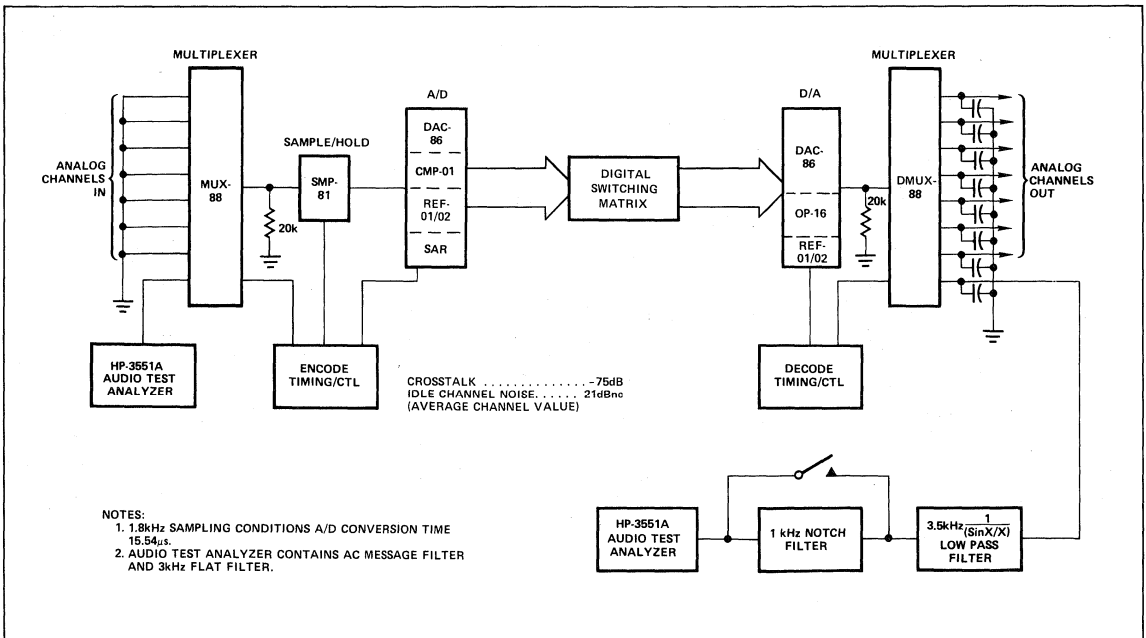 MULTIPLEXER
ANALOG
CHANNELS
IN
MUX-
88
20k
SAMPLE/HOLD
SMP-
81
A/D
DAC-
86
CMP-01
REF-
01/02
SAR
DIGITAL
SWITCHING
MATRIX
D/A
DAC-
86
OP-16
REF-
01/02
20k
MULTIPLEXER
DMUX-
88
ANALOG
CHANNELS
OUT
HP-3551A
AUDIO TEST
ANALYZER
ENCODE
TIMING/CTL
CROSSTALK . . . . . . . . . . . . . . -75dB
IDLE CHANNEL NOISE. . . . . . 21dBnc
(AVERAGE CHANNEL VALUE)
DECODE
TIMING/CTL
NOTES:
1. 1.8kHz SAMPLING CONDITIONS A/D CONVERSION TIME
15.54μs.
2. AUDIO TEST ANALYZER CONTAINS AC MESSAGE FILTER
AND 3kHz FLAT FILTER.
HP-3551A
AUDIO TEST
ANALYZER
1 kHz NOTCH
FILTER
3.5kHz 1/(SinX/X)
LOW PASS
FILTER